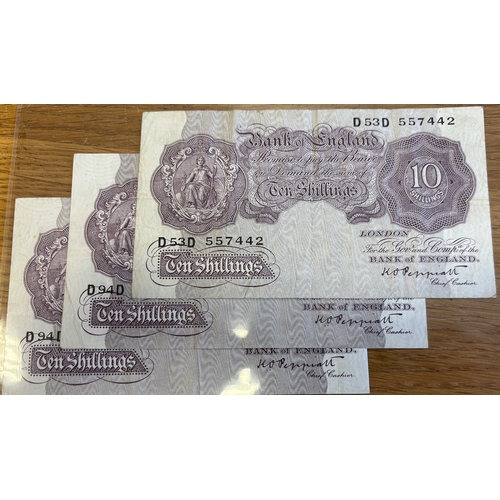 D53D 557442
Bank of England
Promise to pay the Bearer
on Demand the sum of
Ten Shillings
10
SHILLINGS
LONDON
For the Govr. and Compa. of the
BANK OF ENGLAND.
D53D 557442
Ten Shillings
K O Peppiatt
Chief Cashier.
D94D
BANK OF ENGLAND.
Ten Shillings
K O Peppiatt
Chief Cashier.
D94D
BANK OF ENGLAND.
Ten Shillings
K O Peppiatt
Chief Cashier.